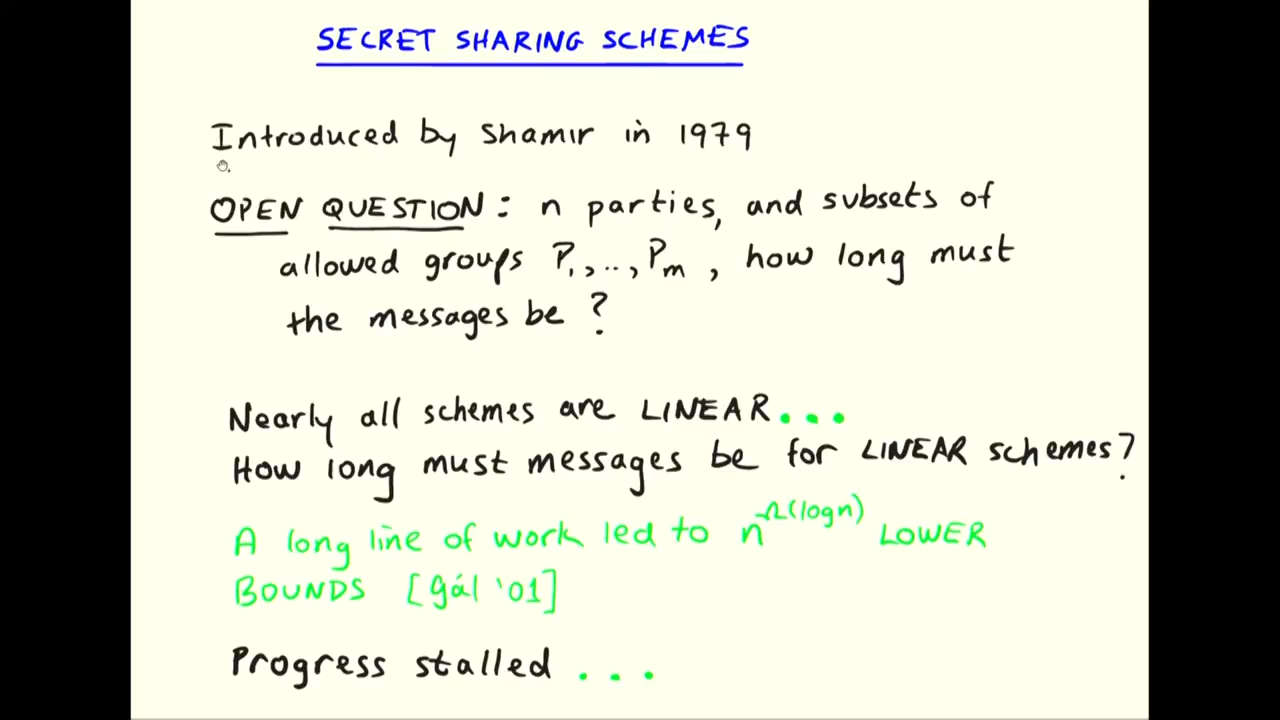 SECRET SHARING SCHEMES
Introduced by Shamir in 1979
OPEN QUESTION: n parties, and subsets of
allowed groups P₁,..,Pₘ, how long must
the messages be?
Nearly all schemes are LINEAR...
How long must messages be for LINEAR schemes?
A long line of work led to n^Ω(logn) LOWER
BOUNDS [Gál '01]
Progress stalled ...